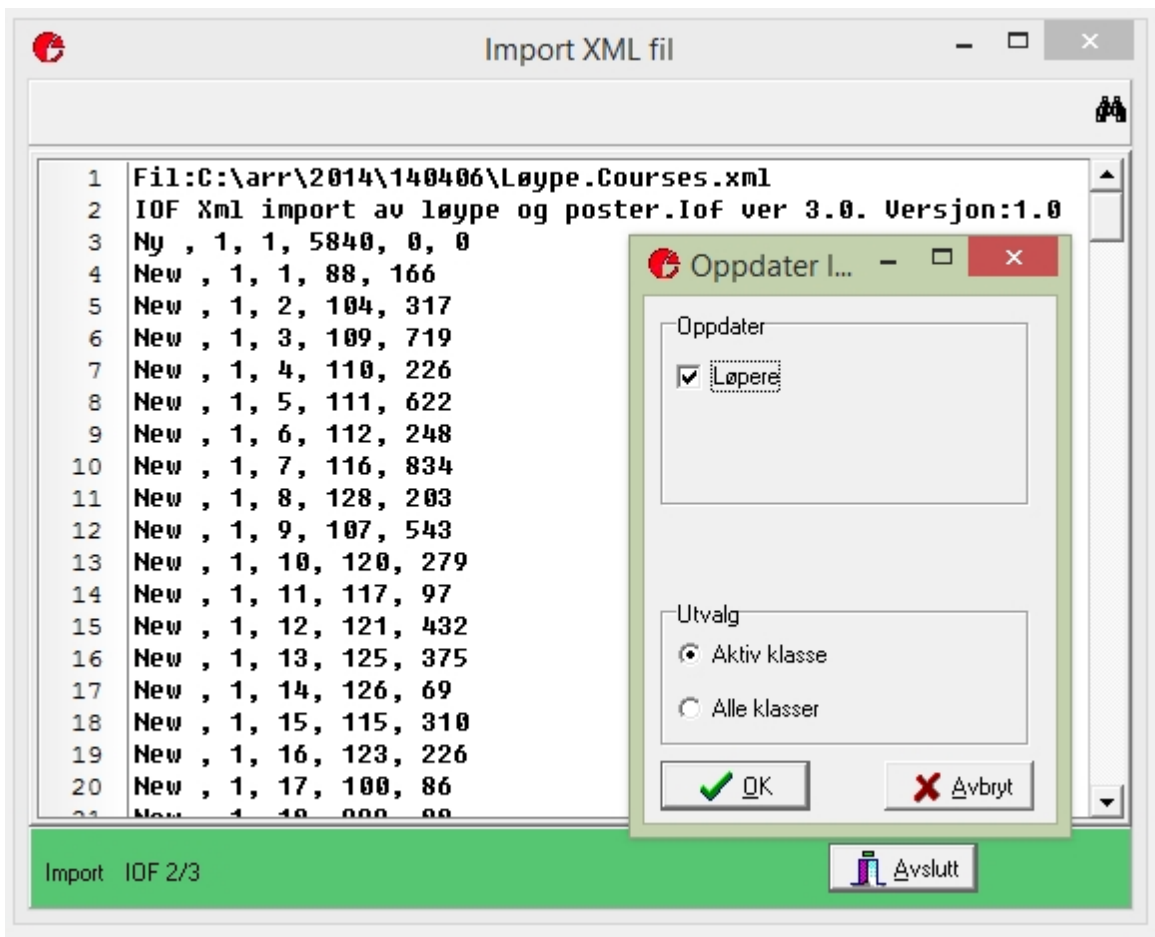 Import XML fil
1 Fil:C:\arr\2014\140406\Løype.Courses.xml
2 IOF Xml import av løype og poster.Iof ver 3.0. Versjon:1.0
3 Ny , 1, 1, 5840, 0, 0
4 New , 1, 1, 88, 166
5 New , 1, 2, 104, 317
6 New , 1, 3, 109, 719
7 New , 1, 4, 110, 226
8 New , 1, 5, 111, 622
9 New , 1, 6, 112, 248
10 New , 1, 7, 116, 834
11 New , 1, 8, 128, 203
12 New , 1, 9, 107, 543
13 New , 1, 10, 120, 279
14 New , 1, 11, 117, 97
15 New , 1, 12, 121, 432
16 New , 1, 13, 125, 375
17 New , 1, 14, 126, 69
18 New , 1, 15, 115, 310
19 New , 1, 16, 123, 226
20 New , 1, 17, 100, 86
Oppdater l...
Oppdater
Løpere
Utvalg
Aktiv klasse
Alle klasser
OK
Avbryt
Import IOF 2/3
Avslutt